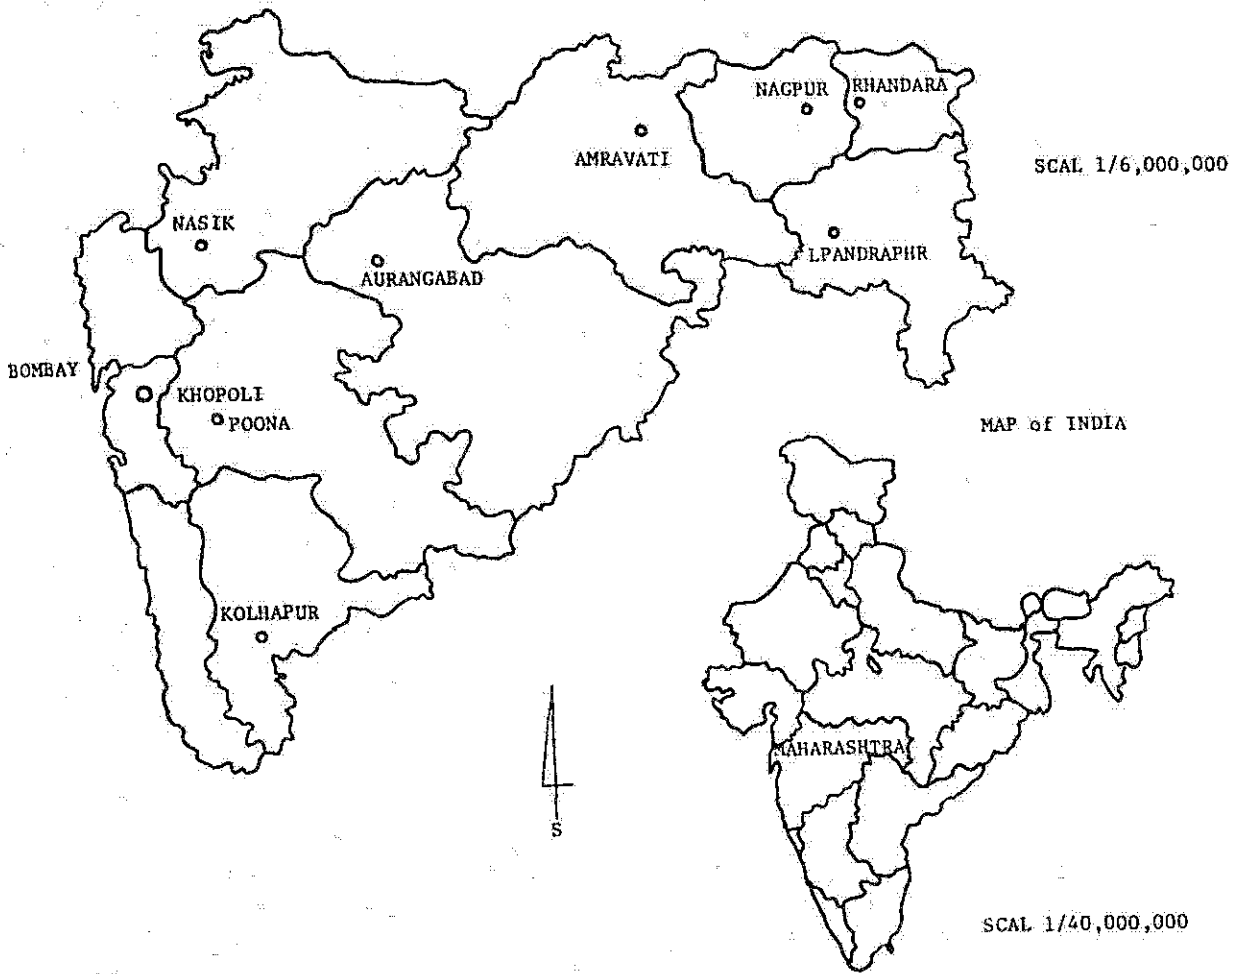 NAGPUR
RHANDARA
AMRAVATI
SCAL 1/6,000,000
NASIK
LPANDRAPHR
AURANGABAD
BOMBAY
KHOPOLI
POONA
MAP of INDIA
KOLHAPUR
MAHARASHTRA
S
SCAL 1/40,000,000